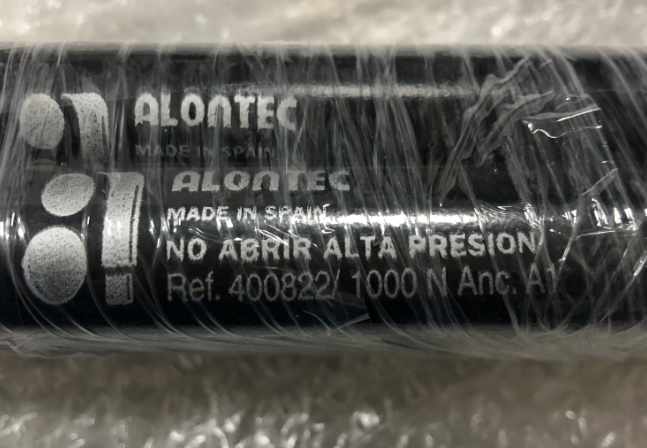 ALONTEC
MADE IN SPAIN
ALONTEC
MADE IN SPAIN
NO ABRIR ALTA PRESION
Ref. 400822/ 1000 N Anc. A1